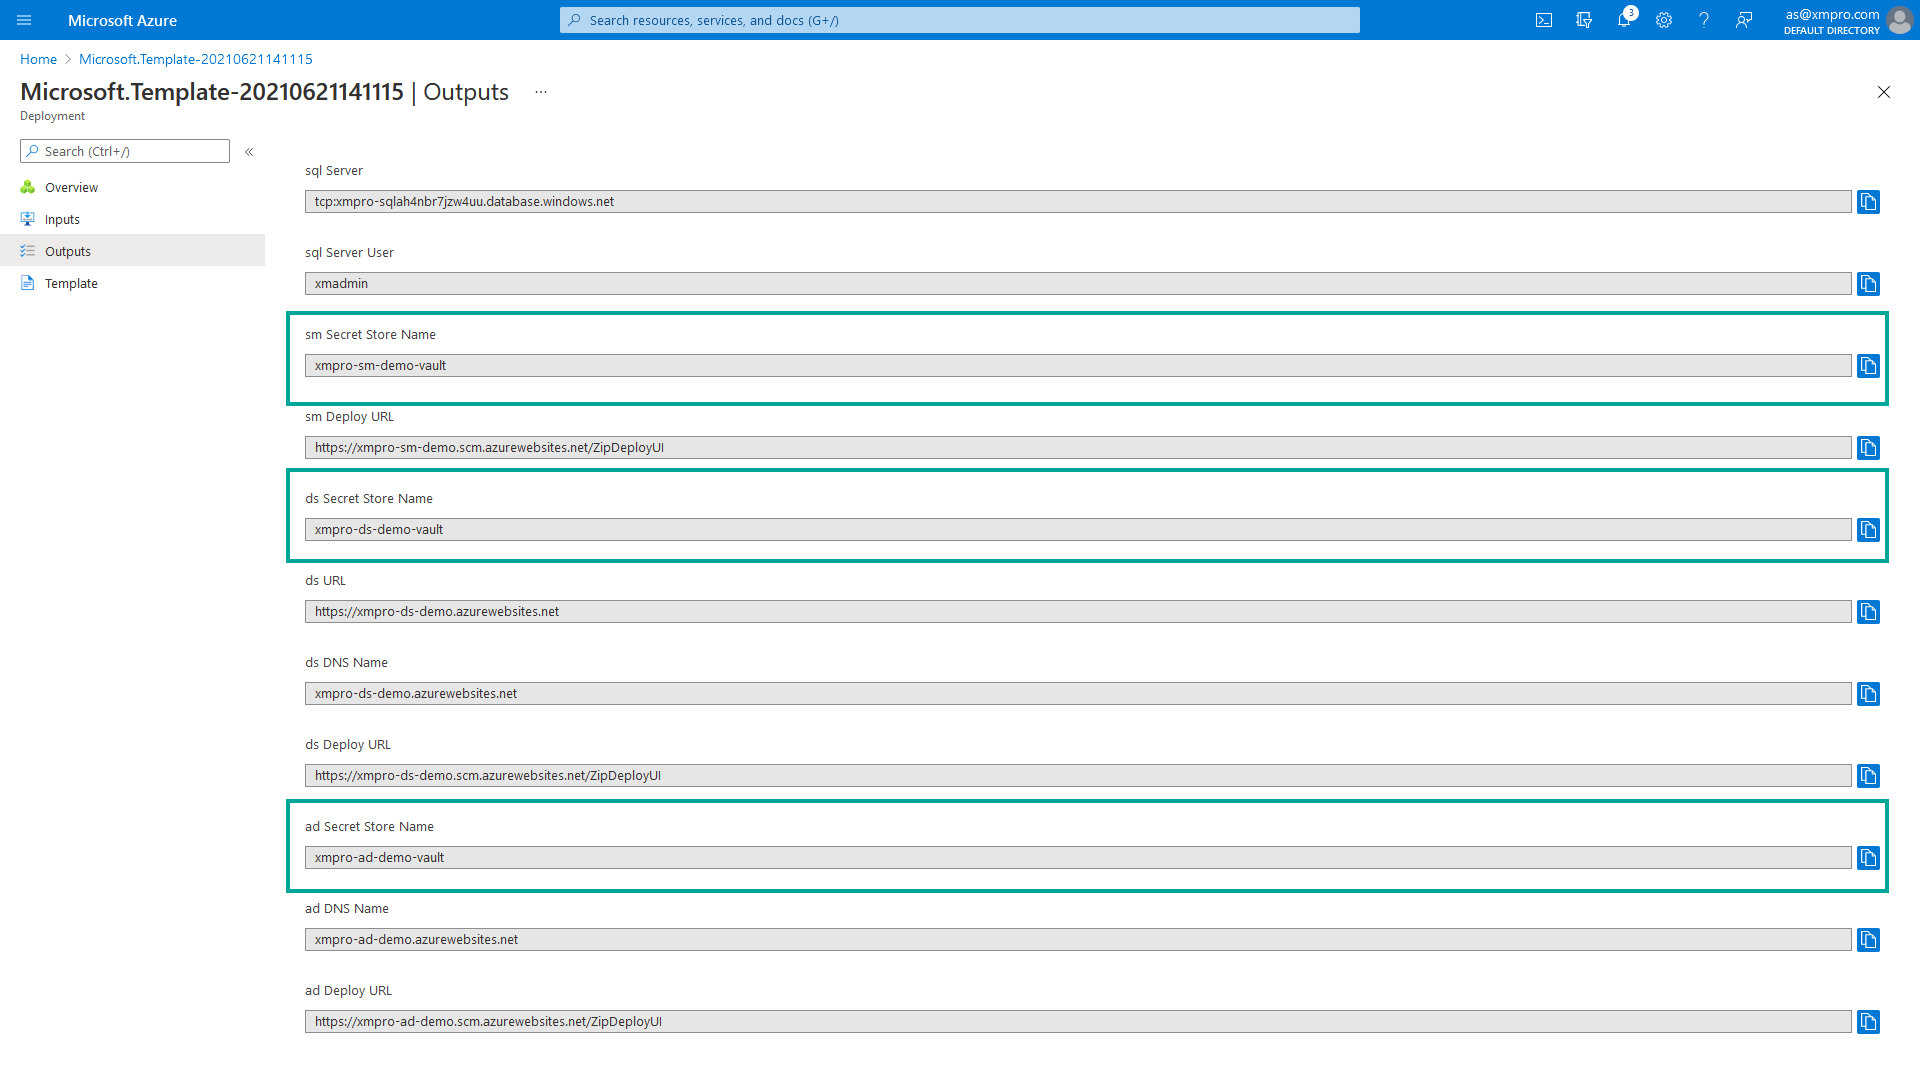 Microsoft Azure
Search resources, services, and docs (G+/)
3
as@xmpro.com
DEFAULT DIRECTORY
Home
Microsoft.Template-20210621141115
Microsoft.Template-20210621141115 | Outputs ...
Deployment
Search (Ctrl+/)
«
Overview
Inputs
Outputs
Template
sql Server
tcp:xmpro-sqlah4nbr7jzw4uu.database.windows.net
sql Server User
xmadmin
sm Secret Store Name
xmpro-sm-demo-vault
sm Deploy URL
https://xmpro-sm-demo.scm.azurewebsites.net/ZipDeployUI
ds Secret Store Name
xmpro-ds-demo-vault
ds URL
https://xmpro-ds-demo.azurewebsites.net
ds DNS Name
xmpro-ds-demo.azurewebsites.net
ds Deploy URL
https://xmpro-ds-demo.scm.azurewebsites.net/ZipDeployUI
ad Secret Store Name
xmpro-ad-demo-vault
ad DNS Name
xmpro-ad-demo.azurewebsites.net
ad Deploy URL
https://xmpro-ad-demo.scm.azurewebsites.net/ZipDeployUI